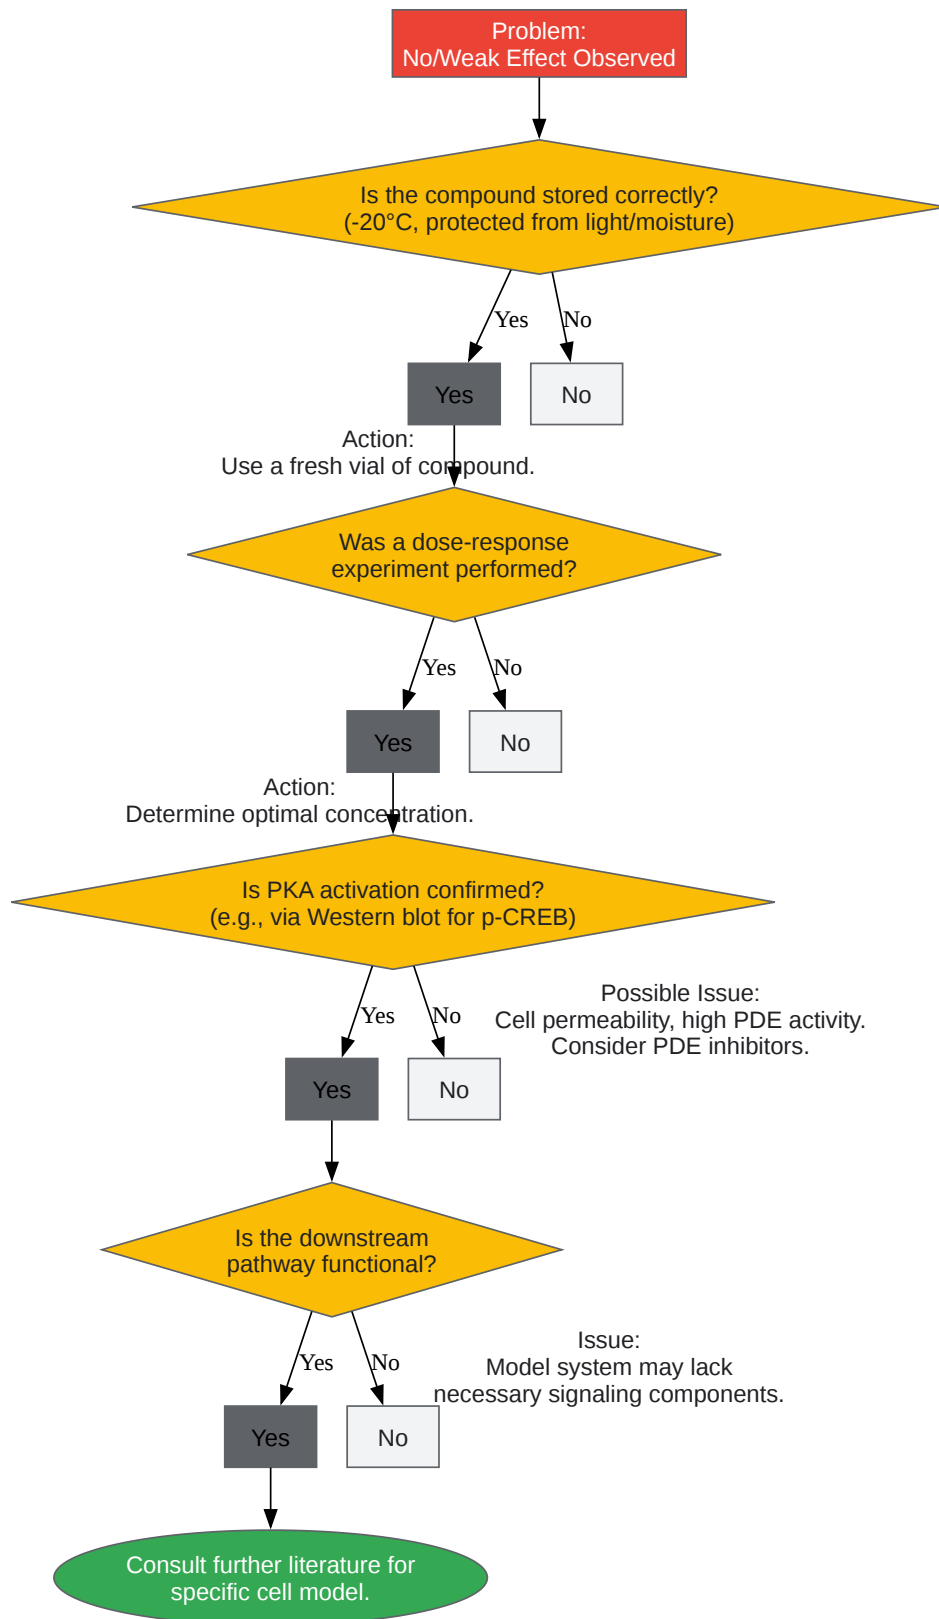 Problem:
No/Weak Effect Observed
Is the compound stored correctly?
(-20°C, protected from light/moisture)
Yes
No
Yes
No
Action:
Use a fresh vial of compound.
Was a dose-response
experiment performed?
Yes
No
Yes
No
Action:
Determine optimal concentration.
Is PKA activation confirmed?
(e.g., via Western blot for p-CREB)
Yes
No
Possible Issue:
Cell permeability, high PDE activity.
Consider PDE inhibitors.
Yes
No
Is the downstream
pathway functional?
Yes
No
Issue:
Model system may lack
necessary signaling components.
Yes
No
Consult further literature for
specific cell model.